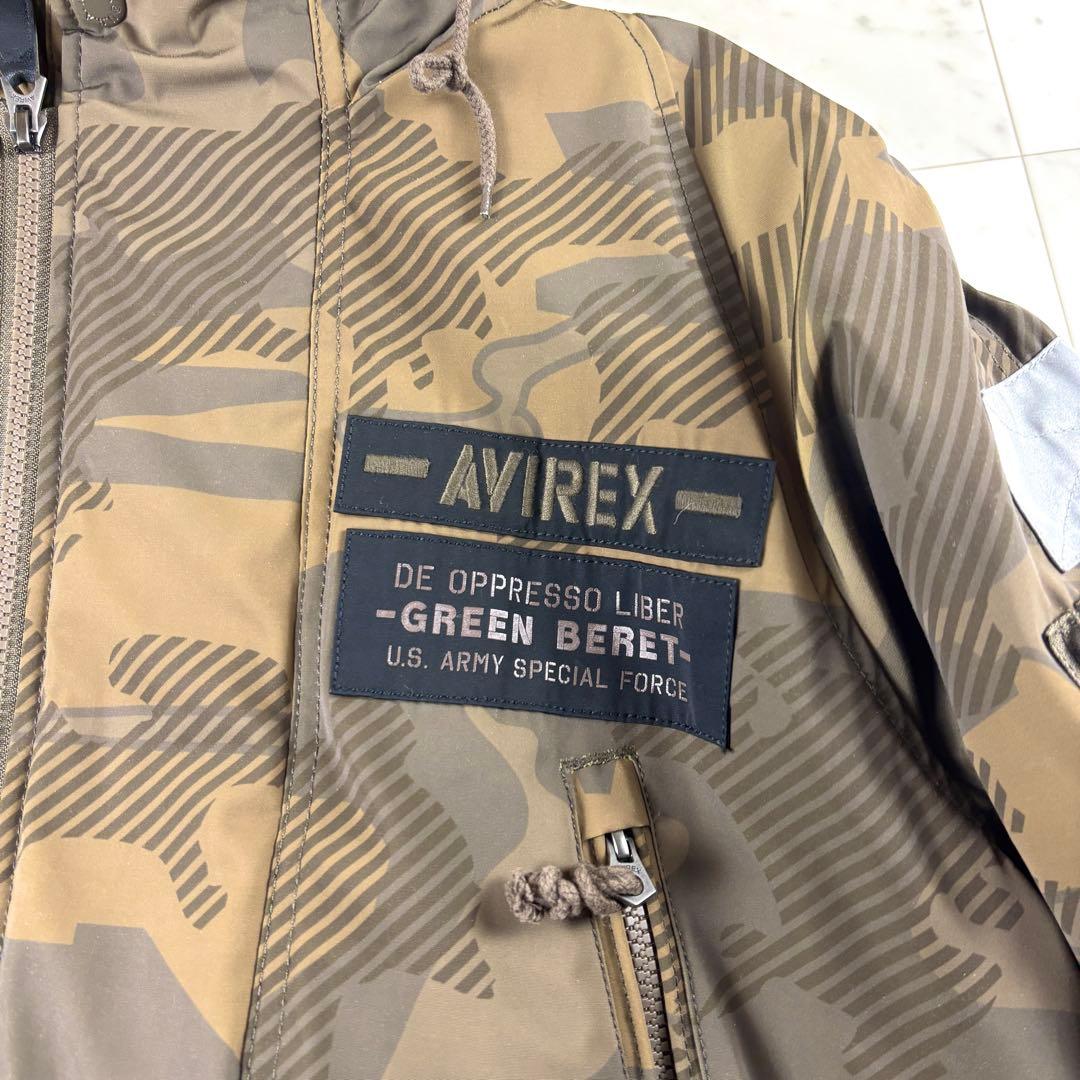 - AVIREX -
DE OPPRESSO LIBER
-GREEN BERET-
U.S. ARMY SPECIAL FORCE